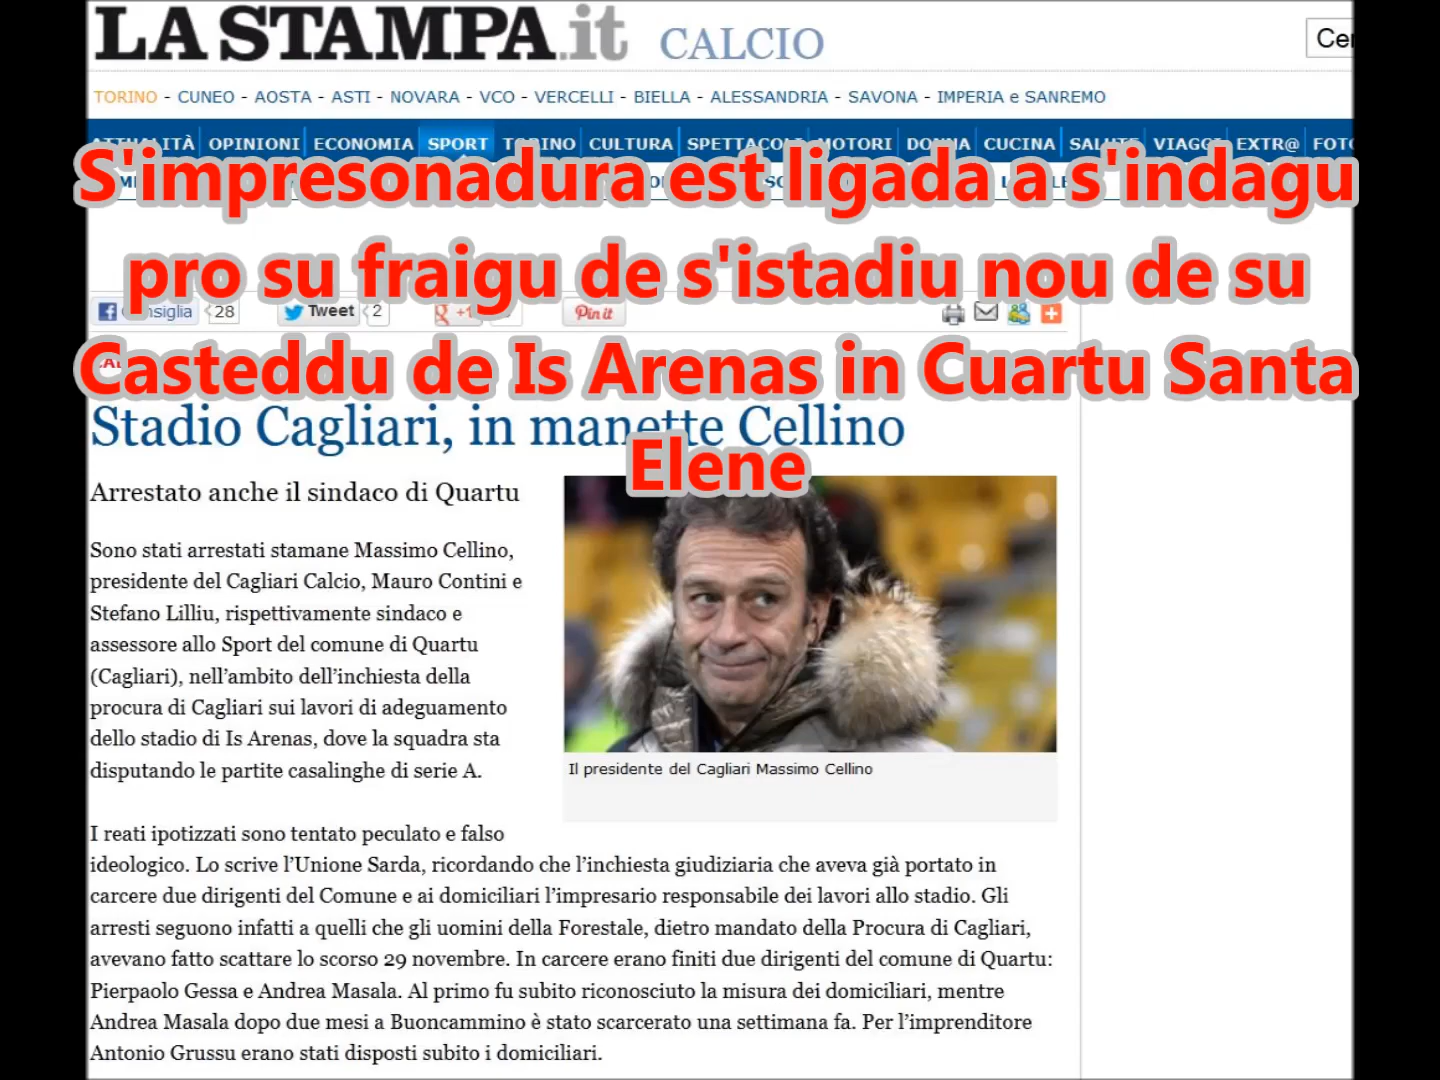 LA STAMPA.it CALCIO
Cer
TORINO - CUNEO - AOSTA - ASTI - NOVARA - VCO - VERCELLI - BIELLA - ALESSANDRIA - SAVONA - IMPERIA e SANREMO
ATTUALITÀ OPINIONI ECONOMIA SPORT TORINO CULTURA SPETTACOLI MOTORI DONNA CUCINA SALUTE VIAGGI EXTR@ FOTO
S'impresonadura est ligada a s'indagu
pro su fraigu de s'istadiu nou de su
Casteddu de Is Arenas in Cuartu Santa
Elene
Consiglia 28 Tweet 2 +1 Pin it
Stadio Cagliari, in manette Cellino
Arrestato anche il sindaco di Quartu
Sono stati arrestati stamane Massimo Cellino,
presidente del Cagliari Calcio, Mauro Contini e
Stefano Lilliu, rispettivamente sindaco e
assessore allo Sport del comune di Quartu
(Cagliari), nell'ambito dell'inchiesta della
procura di Cagliari sui lavori di adeguamento
dello stadio di Is Arenas, dove la squadra sta
disputando le partite casalinghe di serie A.
Il presidente del Cagliari Massimo Cellino
I reati ipotizzati sono tentato peculato e falso
ideologico. Lo scrive l'Unione Sarda, ricordando che l'inchiesta giudiziaria che aveva già portato in
carcere due dirigenti del Comune e ai domiciliari l'impresario responsabile dei lavori allo stadio. Gli
arresti seguono infatti a quelli che gli uomini della Forestale, dietro mandato della Procura di Cagliari,
avevano fatto scattare lo scorso 29 novembre. In carcere erano finiti due dirigenti del comune di Quartu:
Pierpaolo Gessa e Andrea Masala. Al primo fu subito riconosciuto la misura dei domiciliari, mentre
Andrea Masala dopo due mesi a Buoncammino è stato scarcerato una settimana fa. Per l'imprenditore
Antonio Grussu erano stati disposti subito i domiciliari.